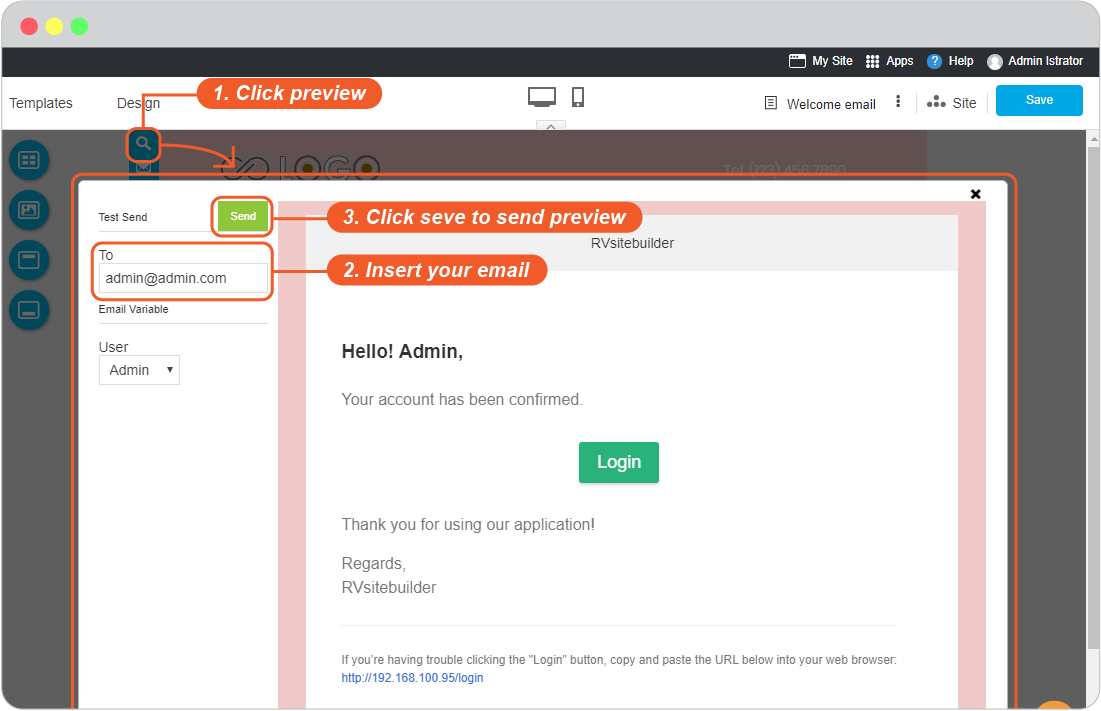 My Site Apps ? Help Admin Istrator
Templates Design 1. Click preview Welcome email Site Save
LOGO Tel (123) 456 7890
Test Send Send 3. Click seve to send preview
RVsitebuilder
To
admin@admin.com 2. Insert your email
Email Variable
User
Admin
Hello! Admin,
Your account has been confirmed.
Login
Thank you for using our application!
Regards,
RVsitebuilder
If you're having trouble clicking the "Login" button, copy and paste the URL below into your web browser:
http://192.168.100.95/login